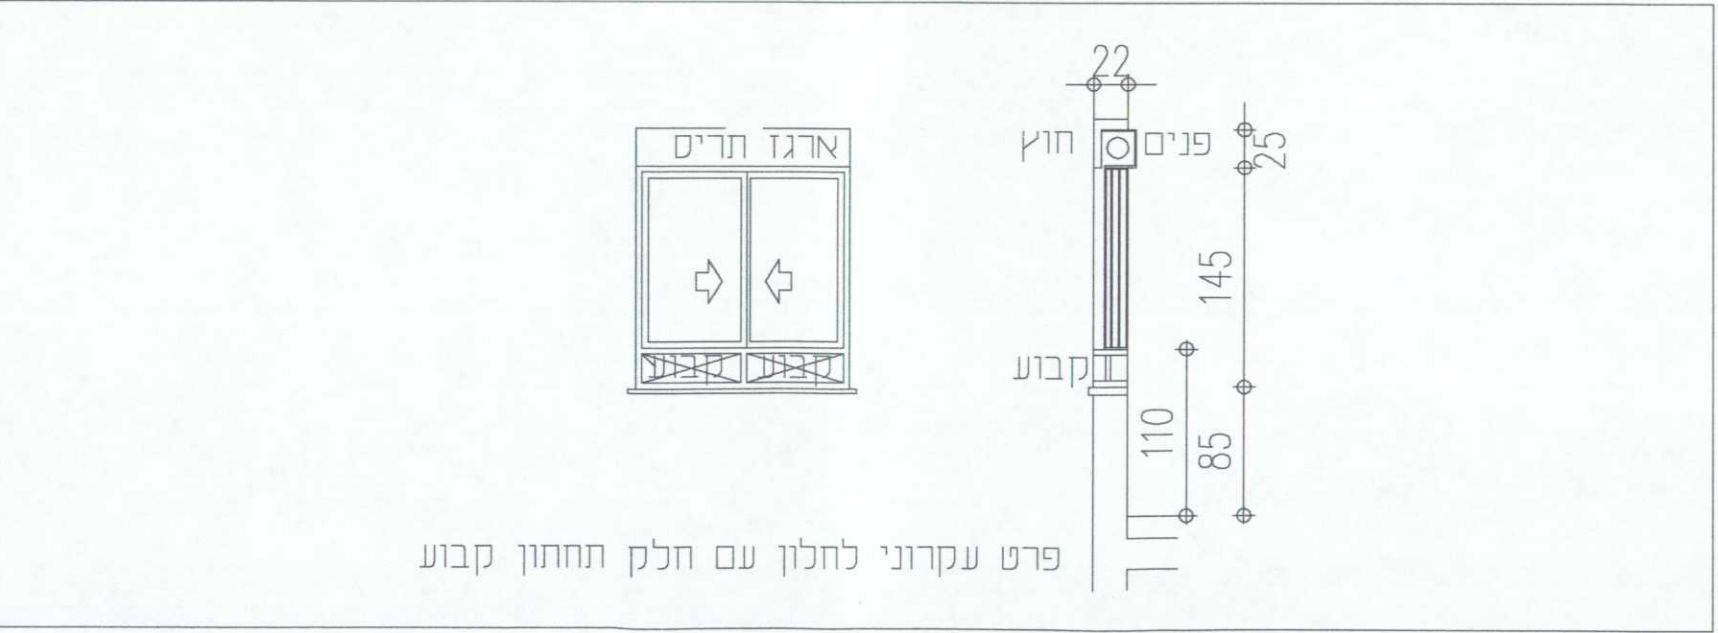 22
ארגז תריס
פנים
חוץ
25
145
קבוע
קבוע
קבוע
110
85
פרט עקרוני לחלון עם חלק תחתון קבוע